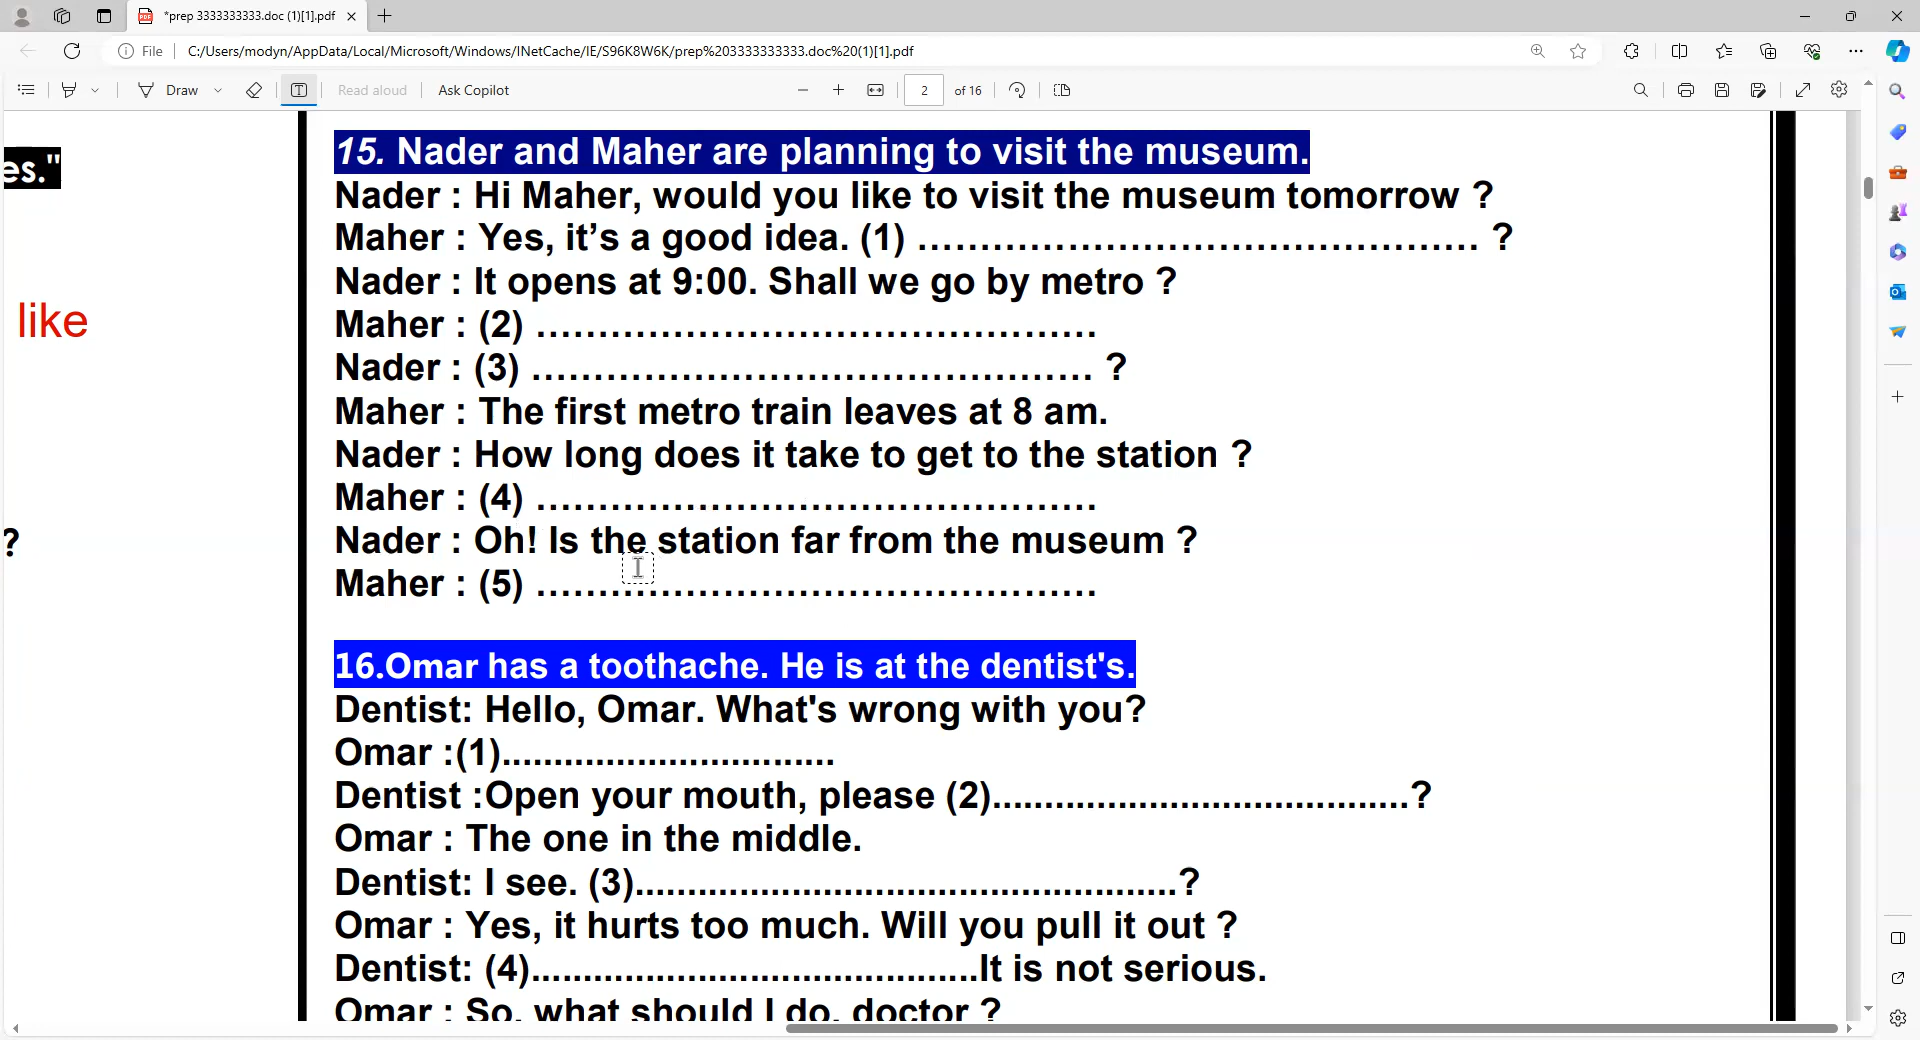 *prep 3333333333.doc (1)[1].pdf
File
C:/Users/modyn/AppData/Local/Microsoft/Windows/INetCache/IE/S96K8W6K/prep%203333333333.doc%20(1)[1].pdf
Draw
Read aloud
Ask Copilot
2 of 16
es."
like
?
15. Nader and Maher are planning to visit the museum.
Nader : Hi Maher, would you like to visit the museum tomorrow ?
Maher : Yes, it’s a good idea. (1) ............................................. ?
Nader : It opens at 9:00. Shall we go by metro ?
Maher : (2) .............................................
Nader : (3) ............................................. ?
Maher : The first metro train leaves at 8 am.
Nader : How long does it take to get to the station ?
Maher : (4) .............................................
Nader : Oh! Is the station far from the museum ?
Maher : (5) .............................................
16.Omar has a toothache. He is at the dentist's.
Dentist: Hello, Omar. What's wrong with you?
Omar :(1)................................
Dentist :Open your mouth, please (2)........................................?
Omar : The one in the middle.
Dentist: I see. (3)....................................................?
Omar : Yes, it hurts too much. Will you pull it out ?
Dentist: (4)...........................................It is not serious.
Omar : So, what should I do, doctor ?